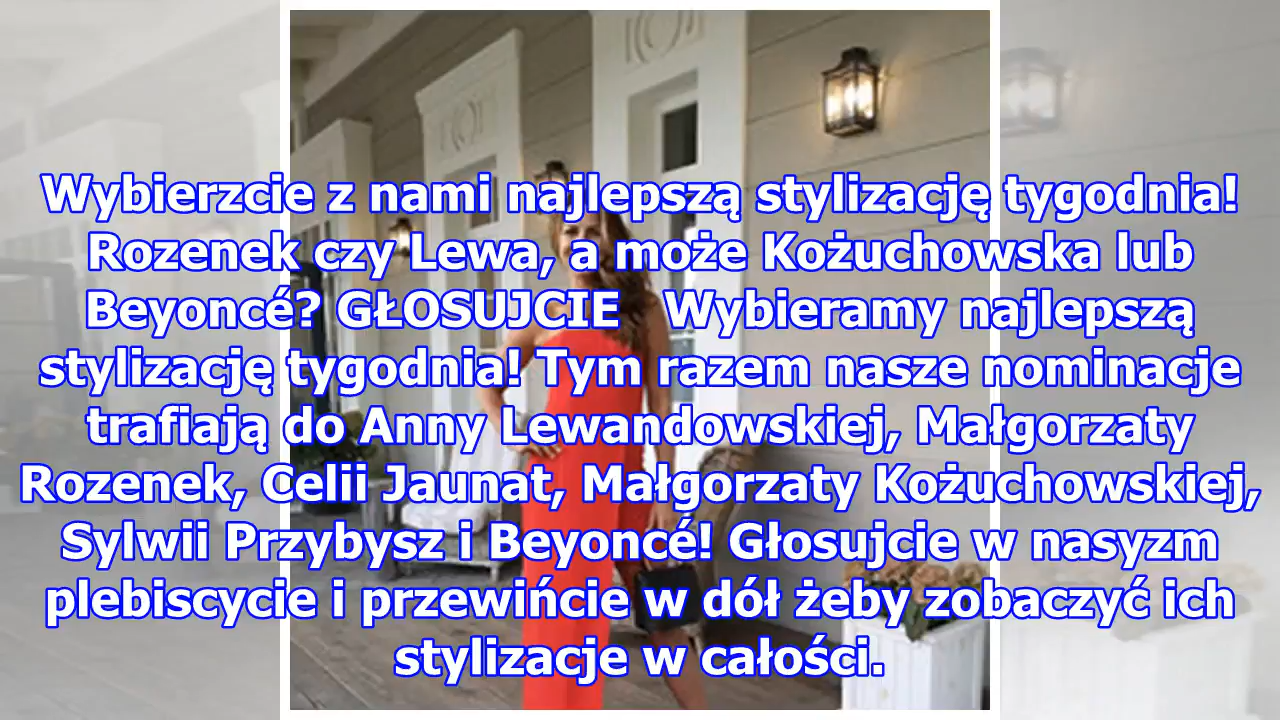 Wybierzcie z nami najlepszą stylizację tygodnia!
Rozenek czy Lewa, a może Kożuchowska lub
Beyoncé? GŁOSUJCIE   Wybieramy najlepszą
stylizację tygodnia! Tym razem nasze nominacje
trafiają do Anny Lewandowskiej, Małgorzaty
Rozenek, Celii Jaunat, Małgorzaty Kożuchowskiej,
Sylwii Przybysz i Beyoncé! Głosujcie w nasyzm
plebiscycie i przewińcie w dół żeby zobaczyć ich
stylizacje w całości.